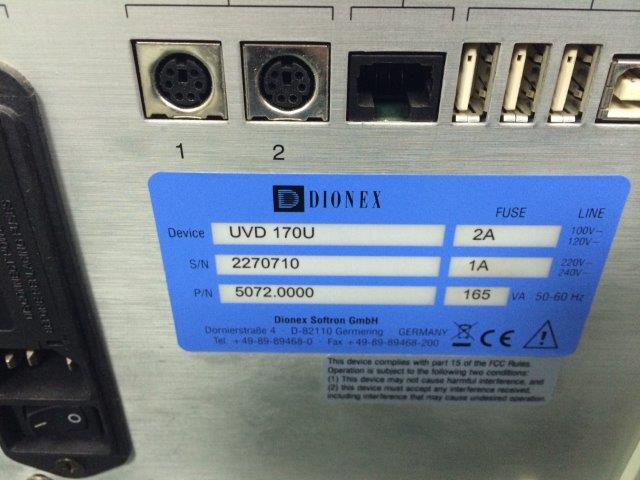 1 2
DIONEX
FUSE LINE
Device UVD 170U 2A 100V~
120V~
S/N 2270710 1A 220V~
240V~
P/N 5072.0000 165 VA 50-60 Hz
Dionex Softron GmbH
Dornierstraße 4 · D-82110 Germering GERMANY
Tel. +49-89-89468-0 · Fax +49-89-89468-200
CE
This device complies with part 15 of the FCC Rules.
Operation is subject to the following two conditions:
(1) This device may not cause harmful interference, and
(2) this device must accept any interference received,
including interference that may cause undesired operation.